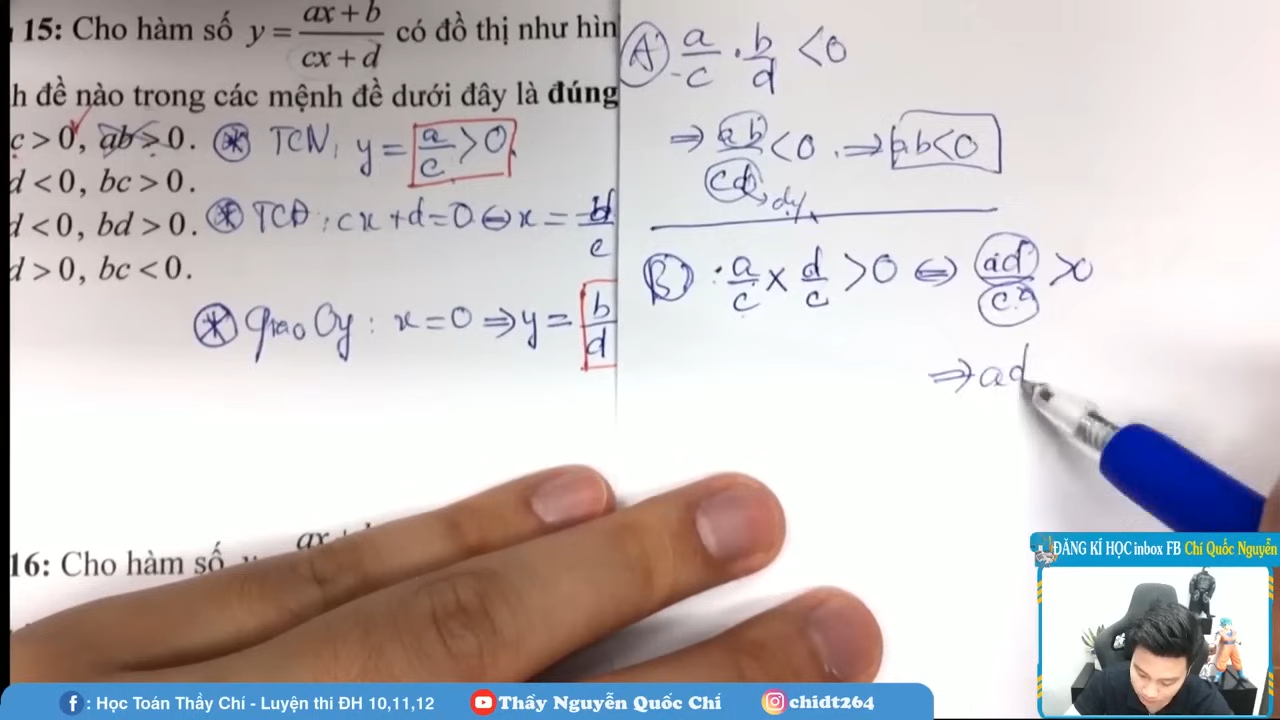 15: Cho hàm số y = (ax + b)/(cx + d) có đồ thị như hìn
h đề nào trong các mệnh đề dưới đây là đúng
c > 0, ab > 0.
d < 0, bc > 0.
d < 0, bd > 0.
d > 0, bc < 0.
* TCN: y = a/c > 0
* TCĐ: cx + d = 0 ⇔ x = -d/c
* Giao Oy: x = 0 ⇒ y = b/d
A a/c . b/d < 0
⇒ ab/cd < 0 ⇒ ab < 0
B : a/c × d/c > 0 ⇔ ad/c² > 0
⇒ ad
16: Cho hàm số
ĐĂNG KÍ HỌC inbox FB Chí Quốc Nguyễn
f : Học Toán Thầy Chí - Luyện thi ĐH 10,11,12
Thầy Nguyễn Quốc Chí
chidt264